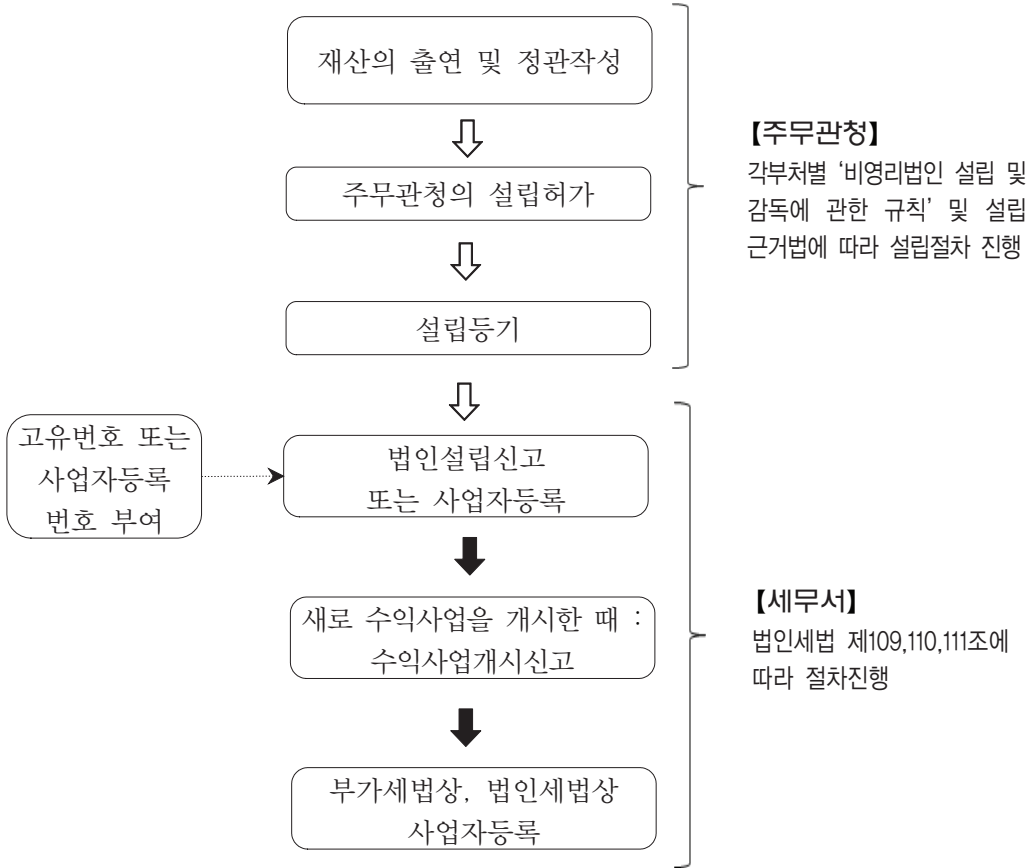 재산의 출연 및 정관작성
주무관청의 설립허가
설립등기
【주무관청】
각부처별 ‘비영리법인 설립 및
감독에 관한 규칙’ 및 설립
근거법에 따라 설립절차 진행
고유번호 또는
사업자등록
번호 부여
법인설립신고
또는 사업자등록
새로 수익사업을 개시한 때 :
수익사업개시신고
부가세법상, 법인세법상
사업자등록
【세무서】
법인세법 제109,110,111조에
따라 절차진행